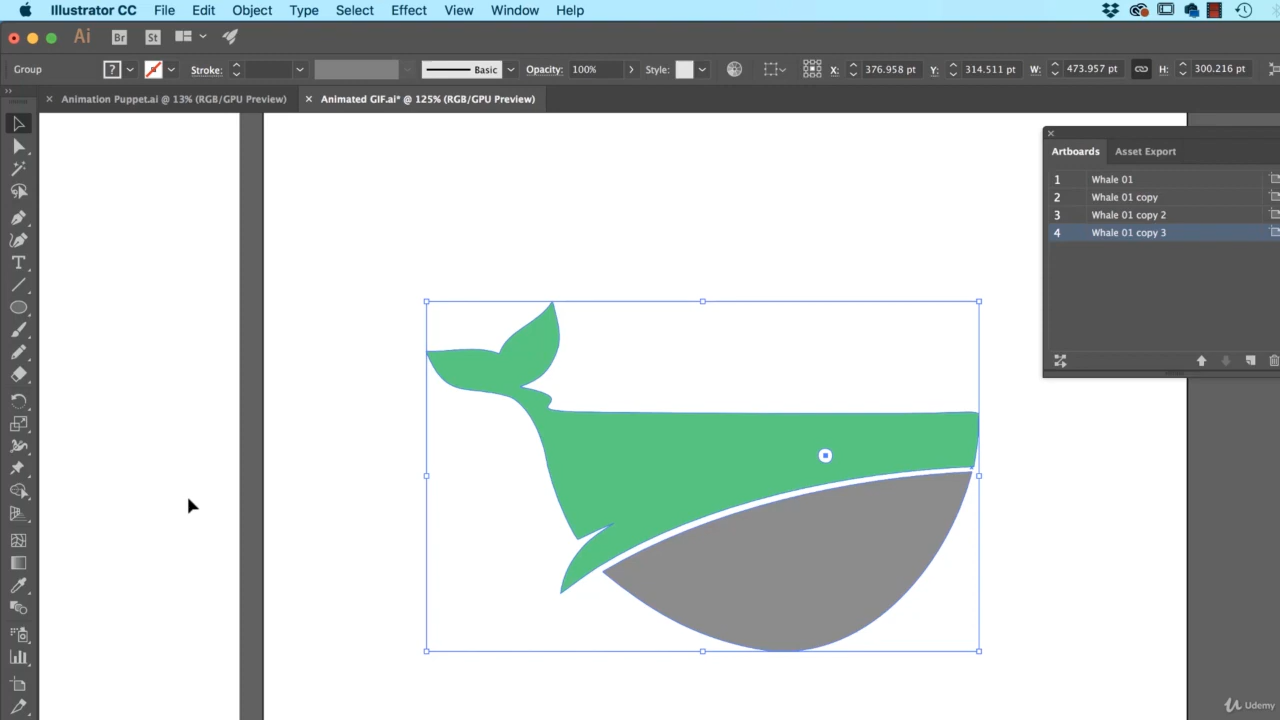 Illustrator CC File Edit Object Type Select Effect View Window Help
Ai Br St
Group ? Stroke: Basic Opacity: 100% Style: X: 376.958 pt Y: 314.511 pt W: 473.957 pt H: 300.216 pt
Animation Puppet.ai @ 13% (RGB/GPU Preview) Animated GIF.ai* @ 125% (RGB/GPU Preview)
Artboards Asset Export
1 Whale 01
2 Whale 01 copy
3 Whale 01 copy 2
4 Whale 01 copy 3
Udemy